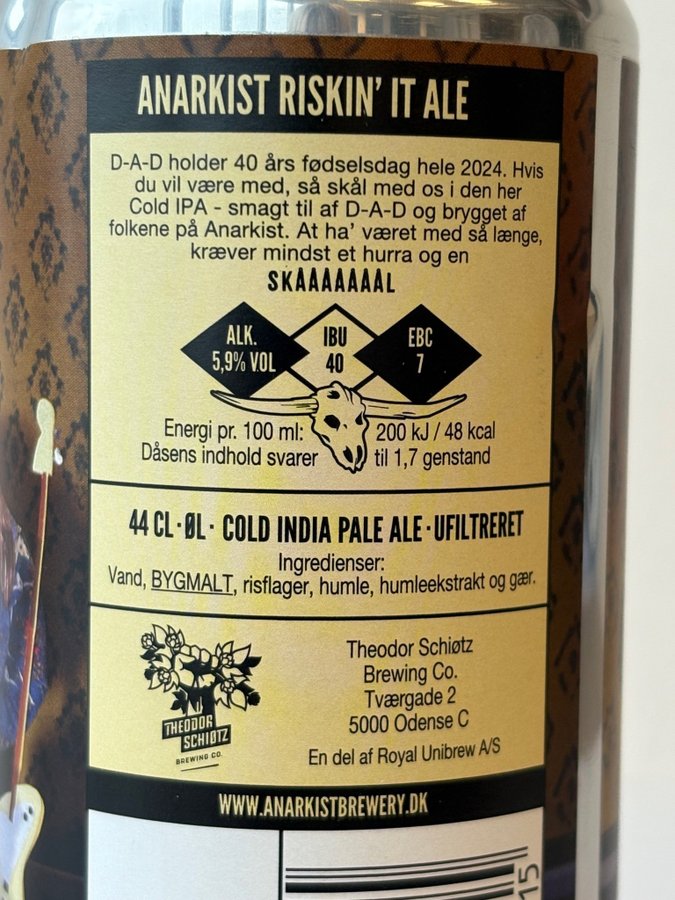 ANARKIST RISKIN' IT ALE
D-A-D holder 40 års fødselsdag hele 2024. Hvis
du vil være med, så skål med os i den her
Cold IPA - smagt til af D-A-D og brygget af
folkene på Anarkist. At ha' været med så længe,
kræver mindst et hurra og en
SKÅÅÅÅÅÅÅL
ALK.
5,9% VOL
IBU
40
EBC
7
Energi pr. 100 ml: 200 kJ / 48 kcal
Dåsens indhold svarer til 1,7 genstand
44 CL · ØL · COLD INDIA PALE ALE · UFILTRERET
Ingredienser:
Vand, BYGMALT, risflager, humle, humleekstrakt og gær.
THEODOR
SCHIØTZ
BREWING CO.
Theodor Schiøtz
Brewing Co.
Tværgade 2
5000 Odense C
En del af Royal Unibrew A/S
WWW.ANARKISTBREWERY.DK
15